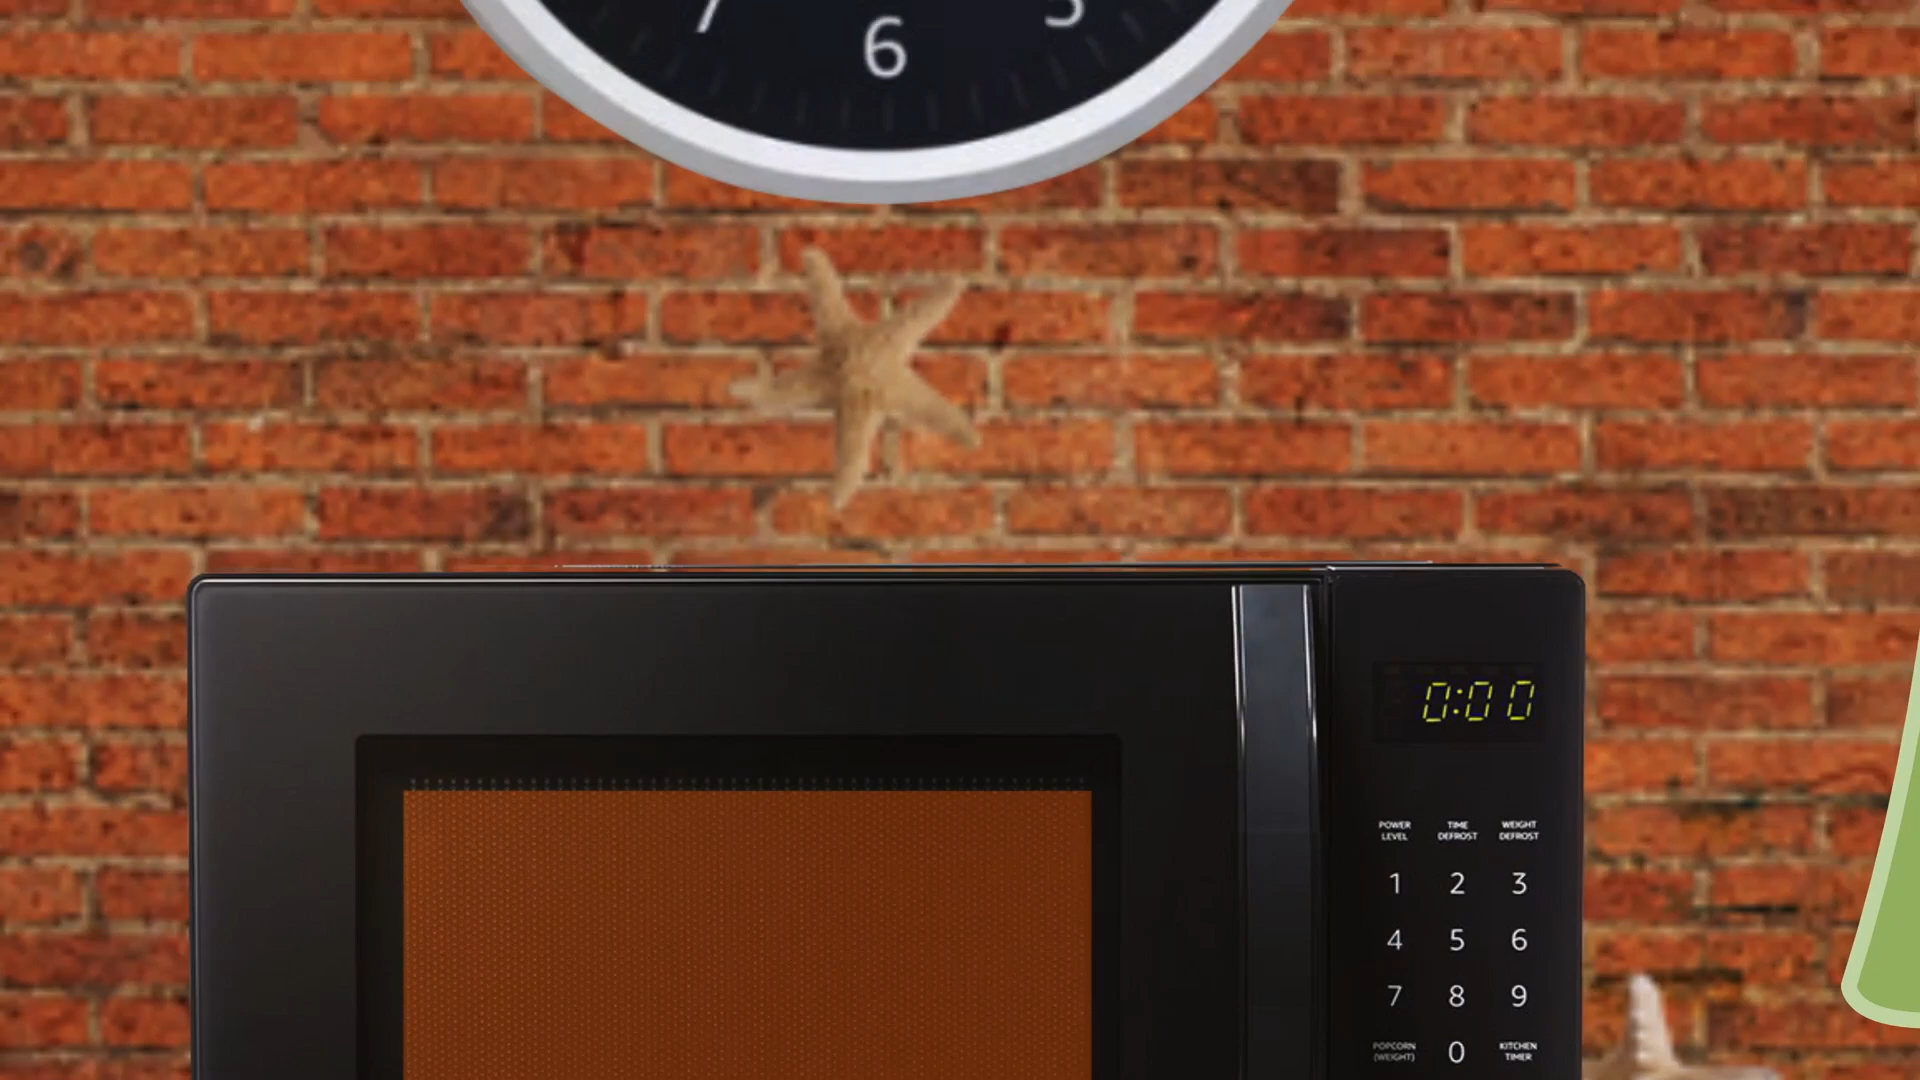 7 6 5
0:00
POWER LEVEL TIME DEFROST WEIGHT DEFROST
1 2 3
4 5 6
7 8 9
POPCORN (WEIGHT) 0 KITCHEN TIMER